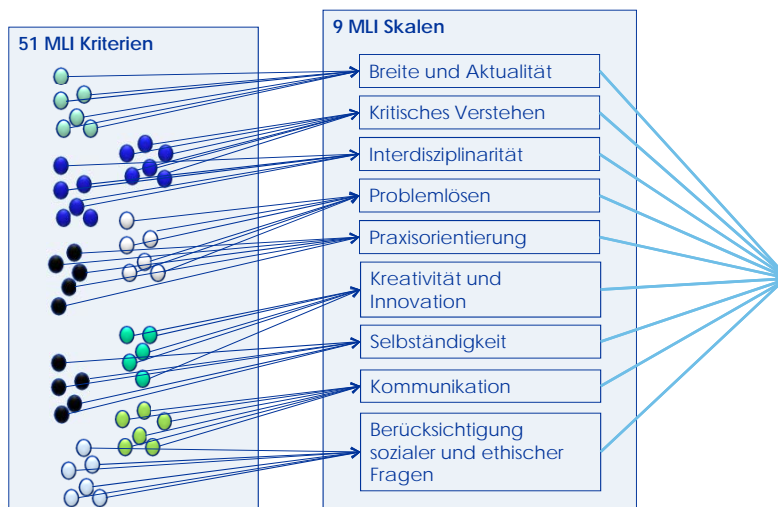 51 MLI Kriterien
9 MLI Skalen
Breite und Aktualität
Kritisches Verstehen
Interdisziplinarität
Problemlösen
Praxisorientierung
Kreativität und
Innovation
Selbständigkeit
Kommunikation
Berücksichtigung
sozialer und ethischer
Fragen